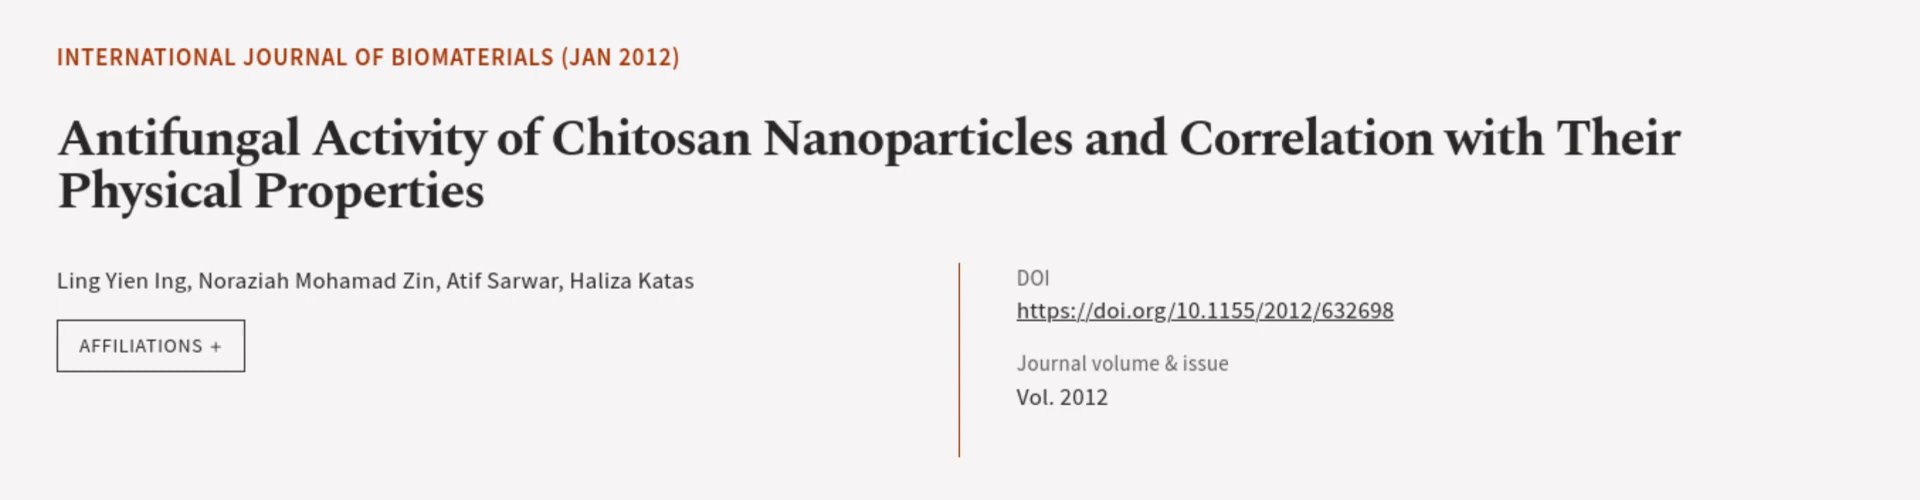 INTERNATIONAL JOURNAL OF BIOMATERIALS (JAN 2012)
Antifungal Activity of Chitosan Nanoparticles and Correlation with Their
Physical Properties
Ling Yien Ing, Noraziah Mohamad Zin, Atif Sarwar, Haliza Katas
AFFILIATIONS +
DOI
https://doi.org/10.1155/2012/632698
Journal volume & issue
Vol. 2012